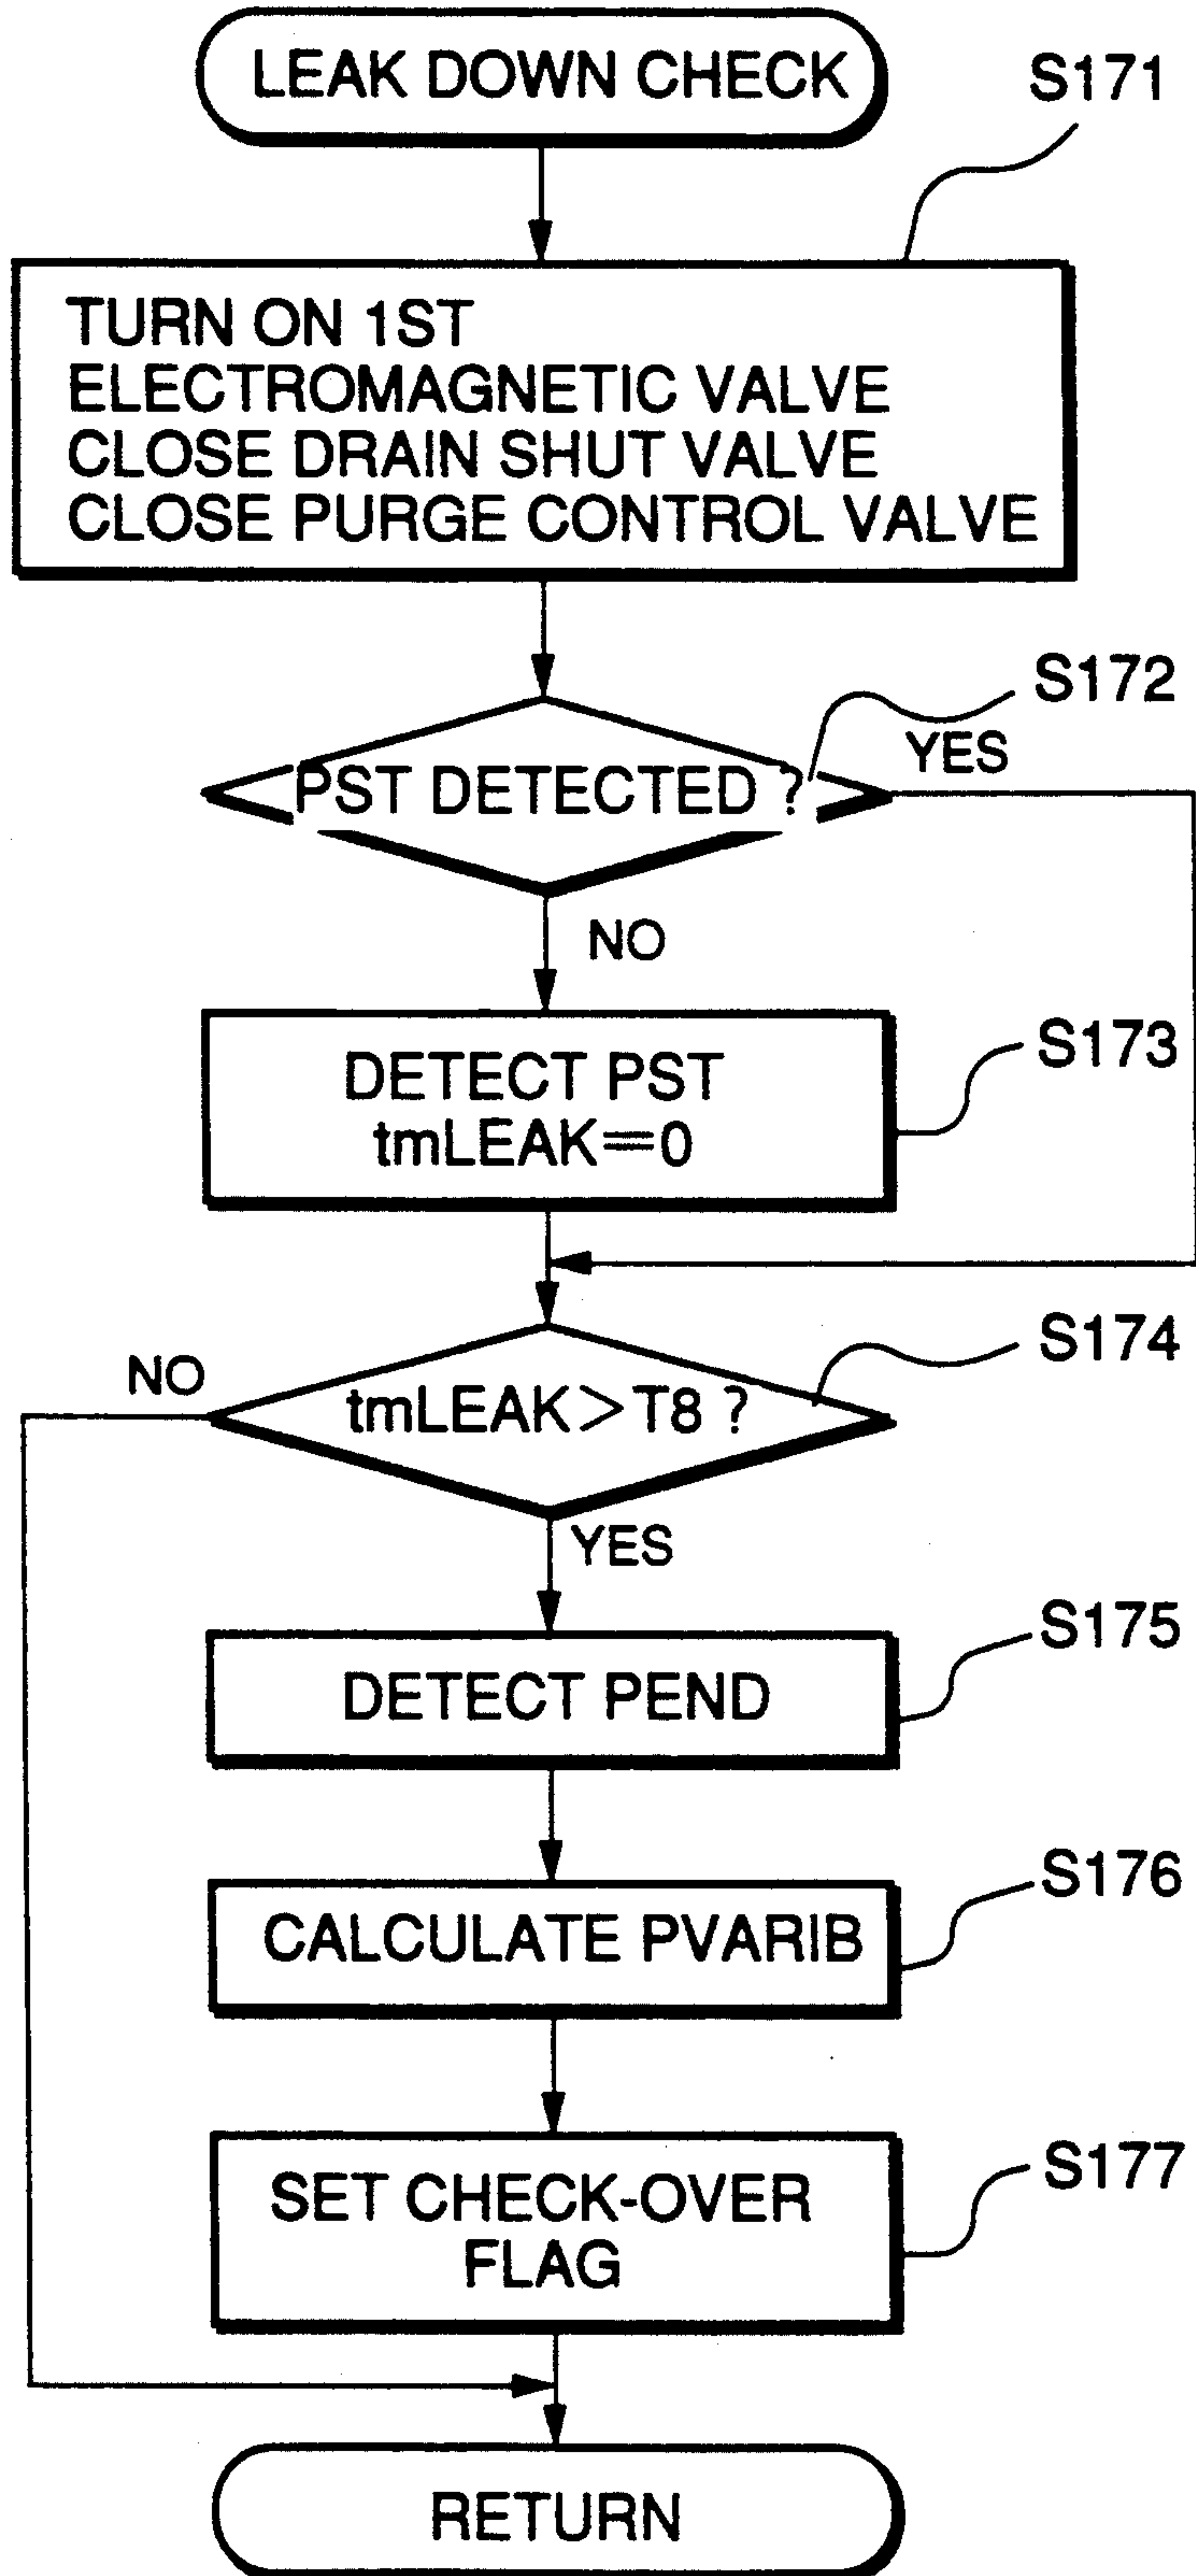 LEAK DOWN CHECK
S171
TURN ON 1ST
ELECTROMAGNETIC VALVE
CLOSE DRAIN SHUT VALVE
CLOSE PURGE CONTROL VALVE
S172
PST DETECTED ?
YES
NO
DETECT PST
tmLEAK=0
S173
S174
NO
tmLEAK>T8 ?
YES
S175
DETECT PEND
S176
CALCULATE PVARIB
S177
SET CHECK-OVER
FLAG
RETURN